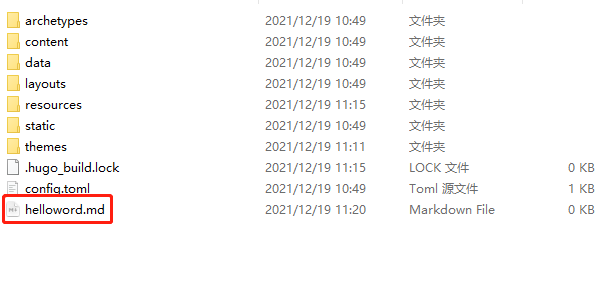 archetypes 2021/12/19 10:49 文件夹
content 2021/12/19 10:49 文件夹
data 2021/12/19 10:49 文件夹
layouts 2021/12/19 10:49 文件夹
resources 2021/12/19 11:15 文件夹
static 2021/12/19 10:49 文件夹
themes 2021/12/19 11:11 文件夹
.hugo_build.lock 2021/12/19 11:15 LOCK 文件 0 KB
config.toml 2021/12/19 10:49 Toml 源文件 1 KB
helloword.md 2021/12/19 11:20 Markdown File 0 KB